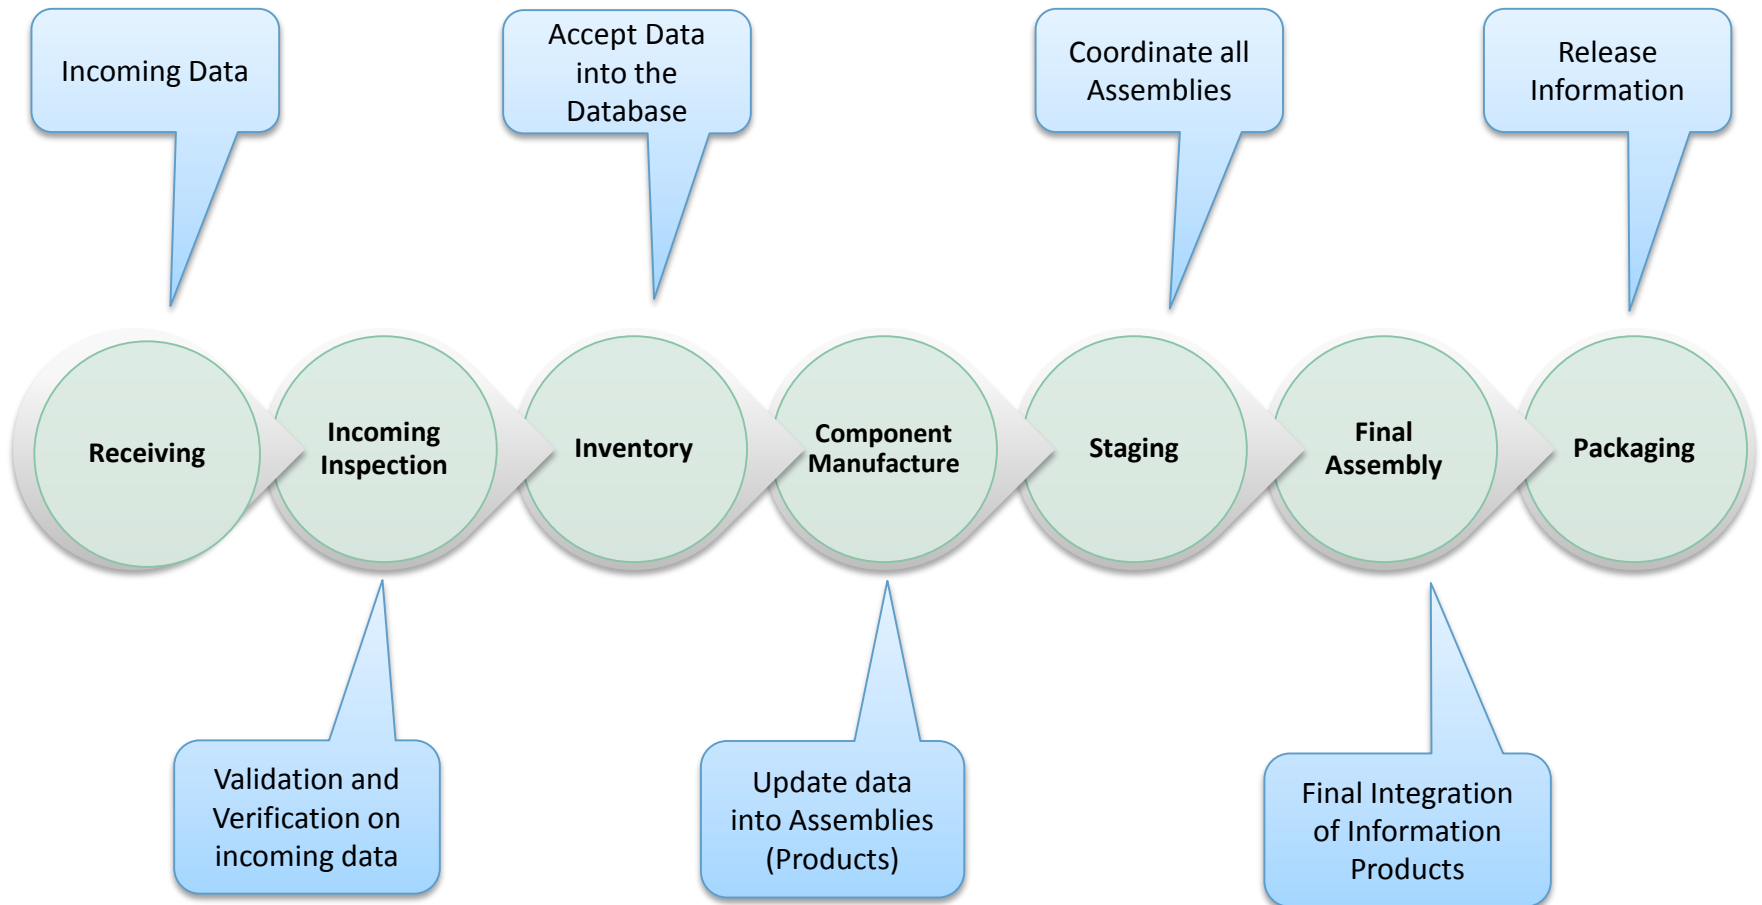 Incoming Data
Accept Data
into the
Database
Coordinate all
Assemblies
Release
Information
Receiving
Incoming
Inspection
Inventory
Component
Manufacture
Staging
Final
Assembly
Packaging
Validation and
Verification on
incoming data
Update data
into Assemblies
(Products)
Final Integration
of Information
Products